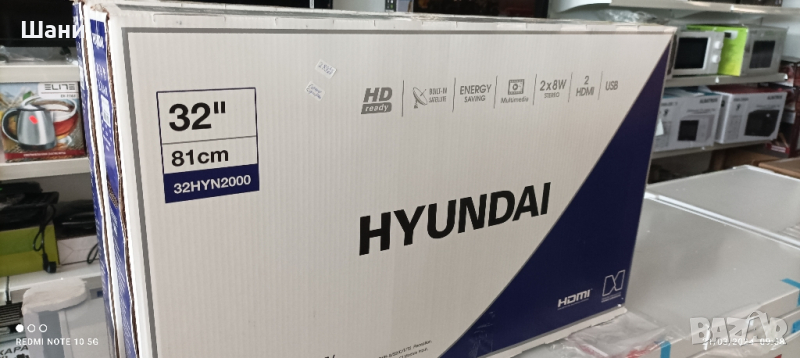 Шани
ELITE
32"
81cm
32HYN2000
HD
ready
BUILT-IN
SATELLITE
ENERGY
SAVING
Multimedia
2x8W
STEREO
2
HDMI
USB
HYUNDAI
HDMI
REDMI NOTE 10 5G